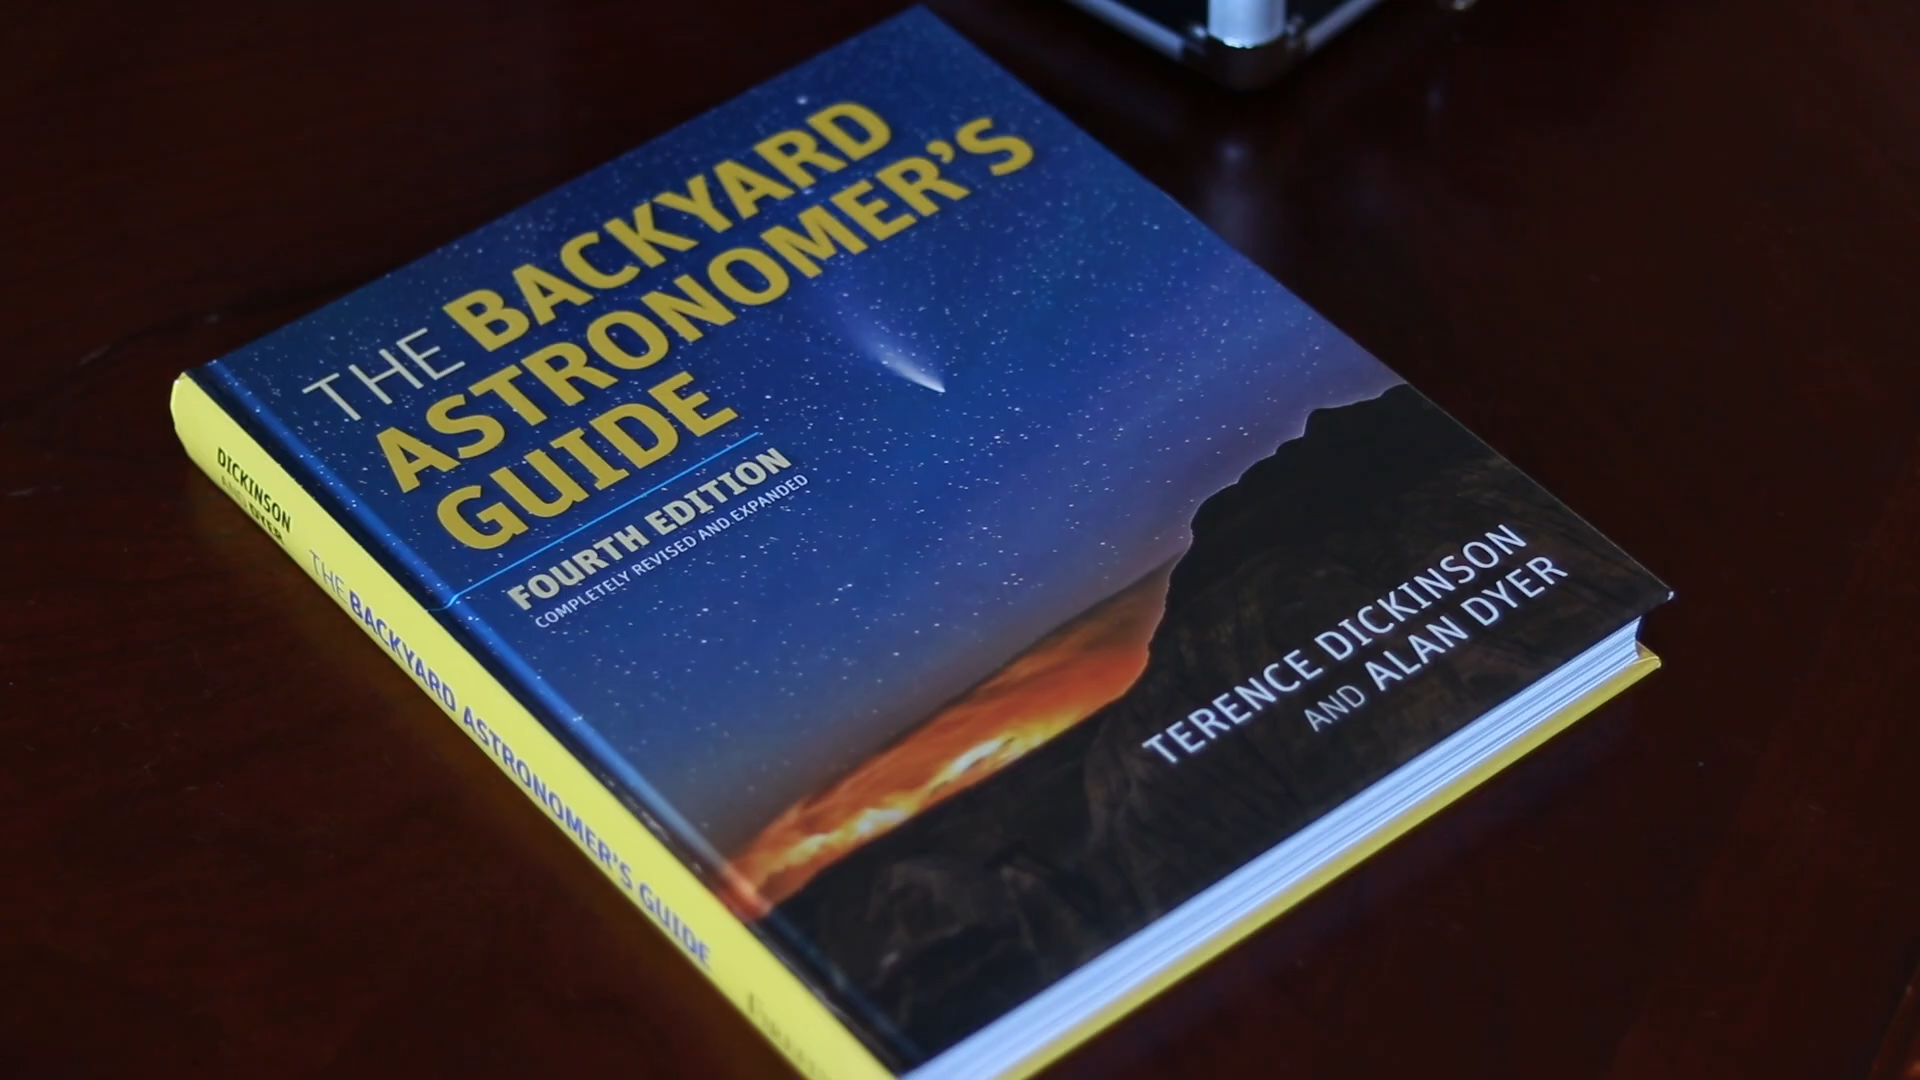 THE BACKYARD
ASTRONOMER'S
GUIDE
FOURTH EDITION
COMPLETELY REVISED AND EXPANDED
TERENCE DICKINSON
AND ALAN DYER
DICKINSON
AND DYER
THE BACKYARD ASTRONOMER'S GUIDE